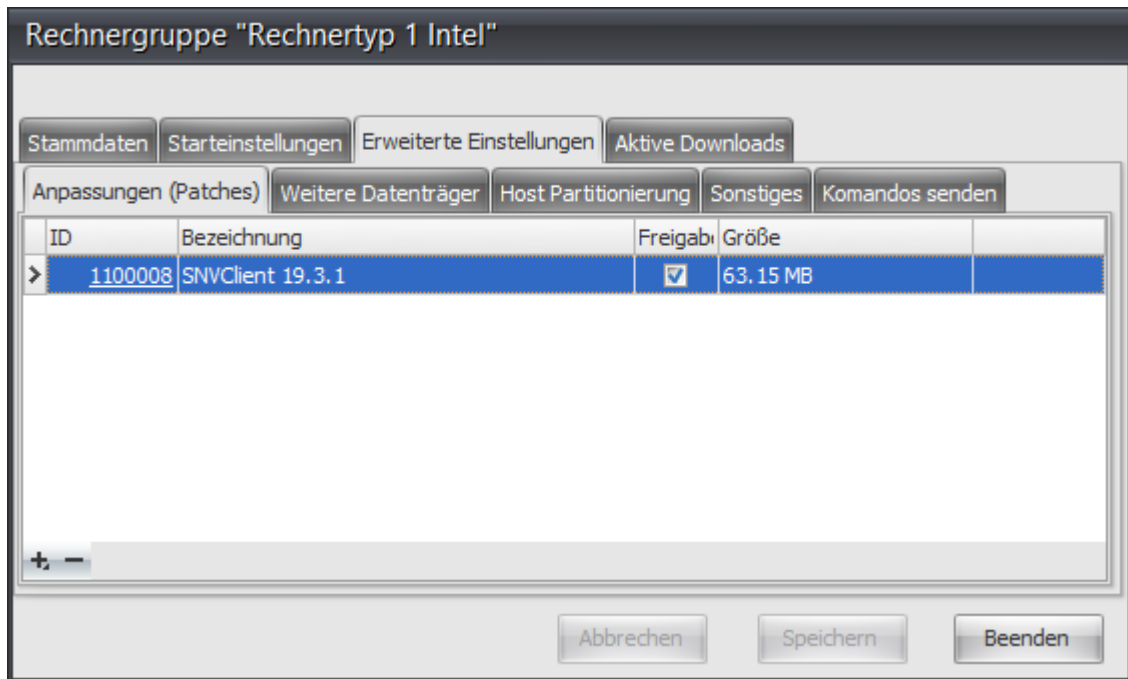 Rechnergruppe "Rechnertyp 1 Intel"
Stammdaten Starteinstellungen Erweiterte Einstellungen Aktive Downloads
Anpassungen (Patches) Weitere Datenträger Host Partitionierung Sonstiges Komandos senden
ID Bezeichnung Freigab Größe
1100008 SNVClient 19.3.1 63.15 MB
Abbrechen Speichern Beenden